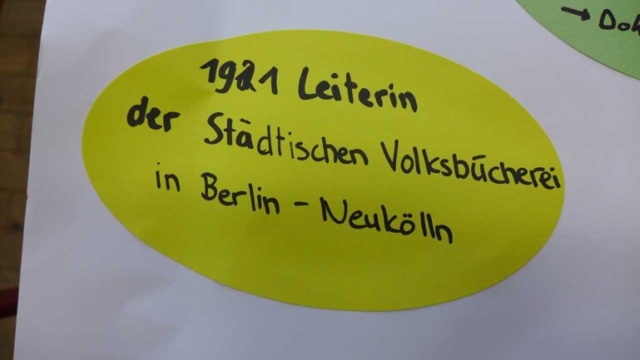 1921 Leiterin
der Städtischen Volksbücherei
in Berlin - Neukölln